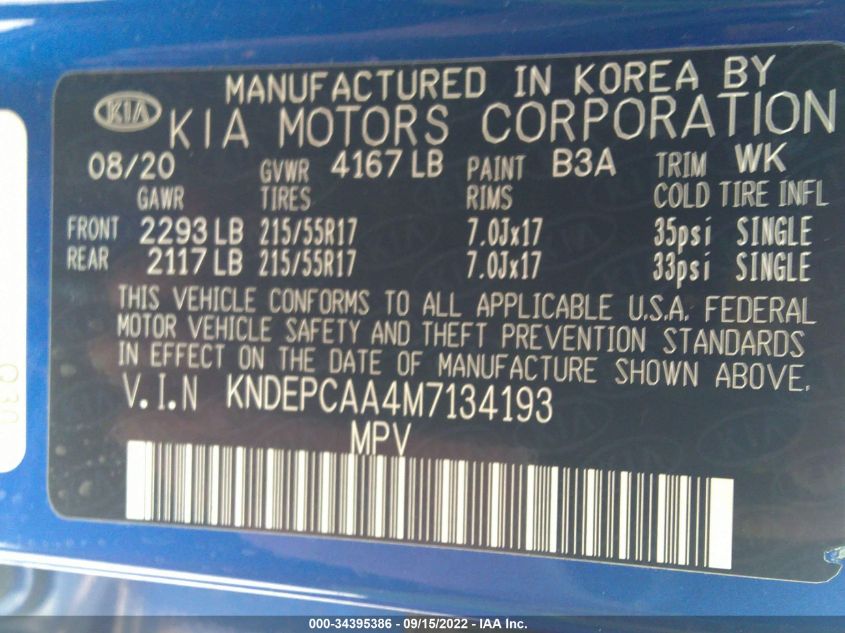 MANUFACTURED IN KOREA BY
KIA KIA MOTORS CORPORATION
08/20 GVWR 4167 LB PAINT B3A TRIM WK
GAWR TIRES RIMS COLD TIRE INFL
FRONT 2293 LB 215/55R17 7.0Jx17 35psi SINGLE
REAR 2117 LB 215/55R17 7.0Jx17 33psi SINGLE
THIS VEHICLE CONFORMS TO ALL APPLICABLE U.S.A. FEDERAL
MOTOR VEHICLE SAFETY AND THEFT PREVENTION STANDARDS
IN EFFECT ON THE DATE OF MANUFACTURE SHOWN ABOVE.
V.I.N KNDEPCAA4M7134193
MPV
000-34395386 - 09/15/2022 - IAA Inc.